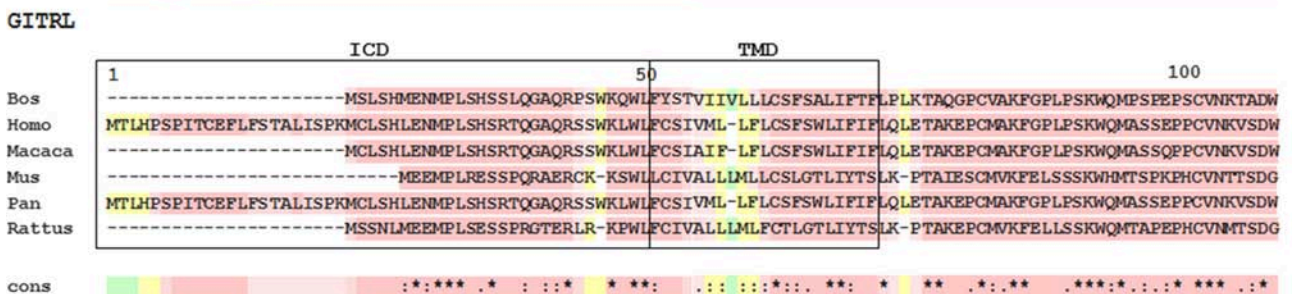 GITRL
ICD TMD
1 50 100
Bos ----------------------MSLSHMENMPLSHSSLQGAQRPSWKQWLFYSTVIIVLLLCSFSALIFTFLPLKTAQGPCVAKFGPLPSKWQMPSPEPSCVNKTADW
Homo MTLHPSPITCEFLFSTALISPKMCLSHLENMPLSHSRTQGAQRSSWKLWLFCSIVML-LFLCSFSWLIFIFLQLETAKEPCMAKFGPLPSKWQMASSEPPCVNKVSDW
Macaca ----------------------MCLSHLENMPLSHSRTQGAQRSSWKLWLFCSIAIF-LFLCSFSWLIFIFLQLETAKEPCMAKFGPLPSKWQMASSQPPCVNKVSDW
Mus ---------------------------MEEMPLRESSPQRAERCK-KSWLLCIVALLLMLLCSLGTLIYTSLK-PTAIESCMVKFELSSSKWHMTSPKPHCVNTTSDG
Pan MTLHPSPITCEFLFSTALISPKMCLSHLENMPLSHSRTQGAQRSSWKLWLFCSIVML-LFLCSFSWLIFIFLQLETAKEPCMAKFGPLPSKWQMASSEPPCVNKVSDW
Rattus ----------------------MSSNLMEEMPLSESSPRGTERLR-KPWLFCIVALLLMLFCTLGTLIYTSLK-PTAKEPCMVKFELLSSKWQMTAPEPHCVNMTSDG
cons :*:*** .* : ::* * **: .:: :::*::. **: * ** .*:.** .***:*.:.:* *** .:*